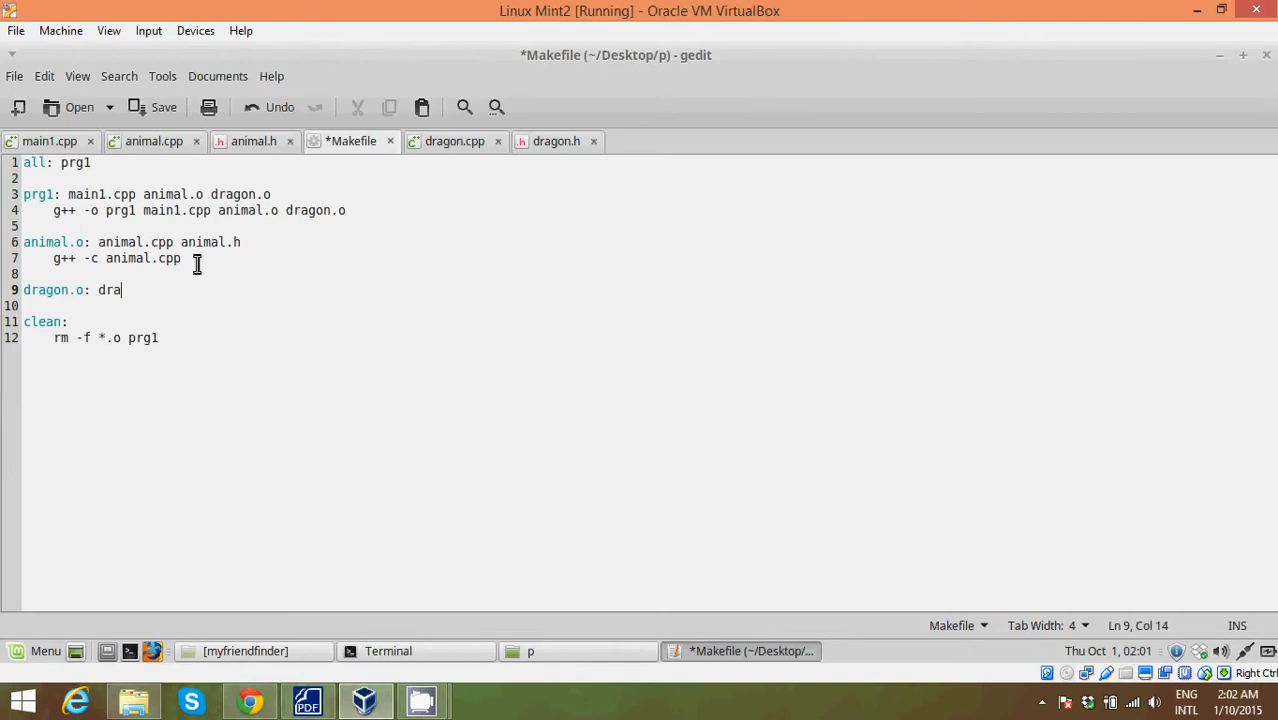 Linux Mint2 [Running] - Oracle VM VirtualBox
File Machine View Input Devices Help
*Makefile (~/Desktop/p) - gedit
File Edit View Search Tools Documents Help
Open Save Undo
main1.cpp animal.cpp animal.h *Makefile dragon.cpp dragon.h
1 all: prg1
2
3 prg1: main1.cpp animal.o dragon.o
4 g++ -o prg1 main1.cpp animal.o dragon.o
5
6 animal.o: animal.cpp animal.h
7 g++ -c animal.cpp
8
9 dragon.o: dra
10
11 clean:
12 rm -f *.o prg1
Makefile Tab Width: 4 Ln 9, Col 14 INS
Menu [myfriendfinder] Terminal p *Makefile (~/Desktop/... Thu Oct 1, 02:01
Right Ctrl
ENG 2:02 AM
INTL 1/10/2015
PDF